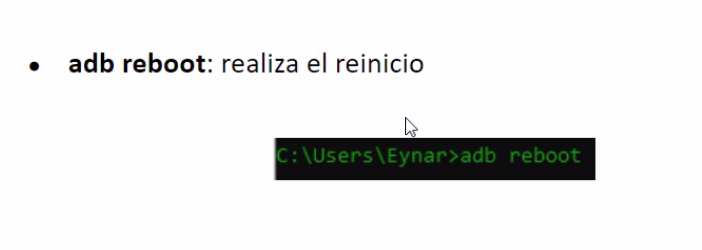 • adb reboot: realiza el reinicio
C:\Users\Eynar>adb reboot